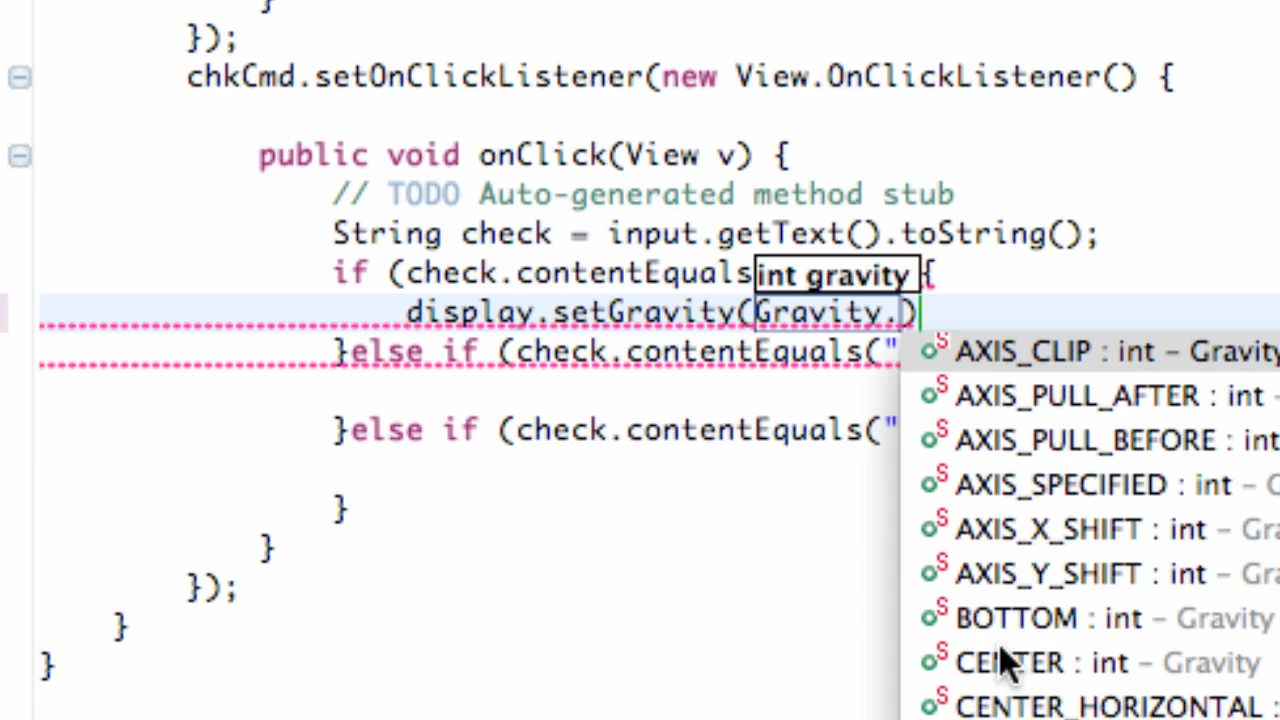 }
});
chkCmd.setOnClickListener(new View.OnClickListener() {
public void onClick(View v) {
// TODO Auto-generated method stub
String check = input.getText().toString();
if (check.contentEquals int gravity {
display.setGravity(Gravity.)
}else if (check.contentEquals("
}else if (check.contentEquals("
}
}
});
}
}
AXIS_CLIP : int – Gravity
AXIS_PULL_AFTER : int –
AXIS_PULL_BEFORE : int
AXIS_SPECIFIED : int – G
AXIS_X_SHIFT : int – Gra
AXIS_Y_SHIFT : int – Gra
BOTTOM : int – Gravity
CENTER : int – Gravity
CENTER_HORIZONTAL :